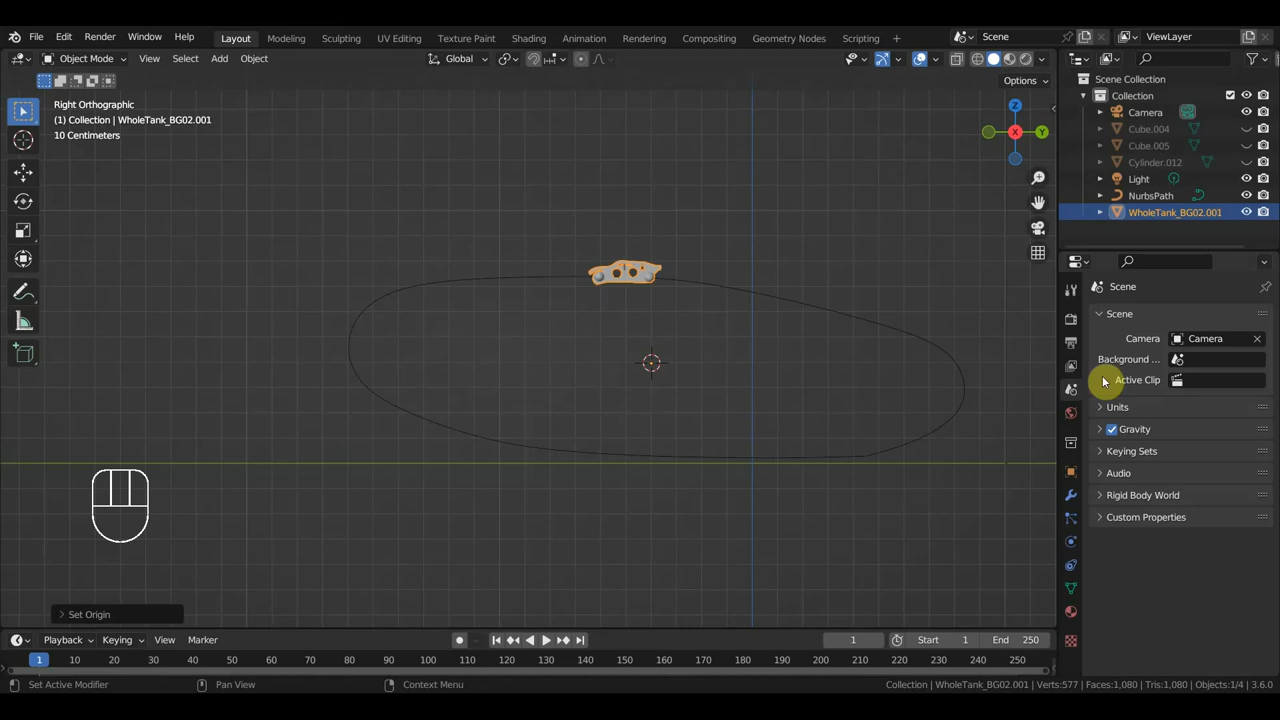 File Edit Render Window Help Layout Modeling Sculpting UV Editing Texture Paint Shading Animation Rendering Compositing Geometry Nodes Scripting + Scene ViewLayer
Object Mode View Select Add Object Global
Options
Right Orthographic
(1) Collection | WholeTank_BG02.001
10 Centimeters
Z
X
Y
Scene Collection
Collection
Camera
Cube.004
Cube.005
Cylinder.012
Light
NurbsPath
WholeTank_BG02.001
Scene
Scene
Camera Camera
Background ...
Active Clip
Units
Gravity
Keying Sets
Audio
Rigid Body World
Custom Properties
Set Origin
Playback Keying View Marker 1 Start 1 End 250
1 10 20 30 40 50 60 70 80 90 100 110 120 130 140 150 160 170 180 190 200 210 220 230 240 250
Set Active Modifier Pan View Context Menu Collection | WholeTank_BG02.001 | Verts:577 | Faces:1,080 | Tris:1,080 | Objects:1/4 | 3.6.0